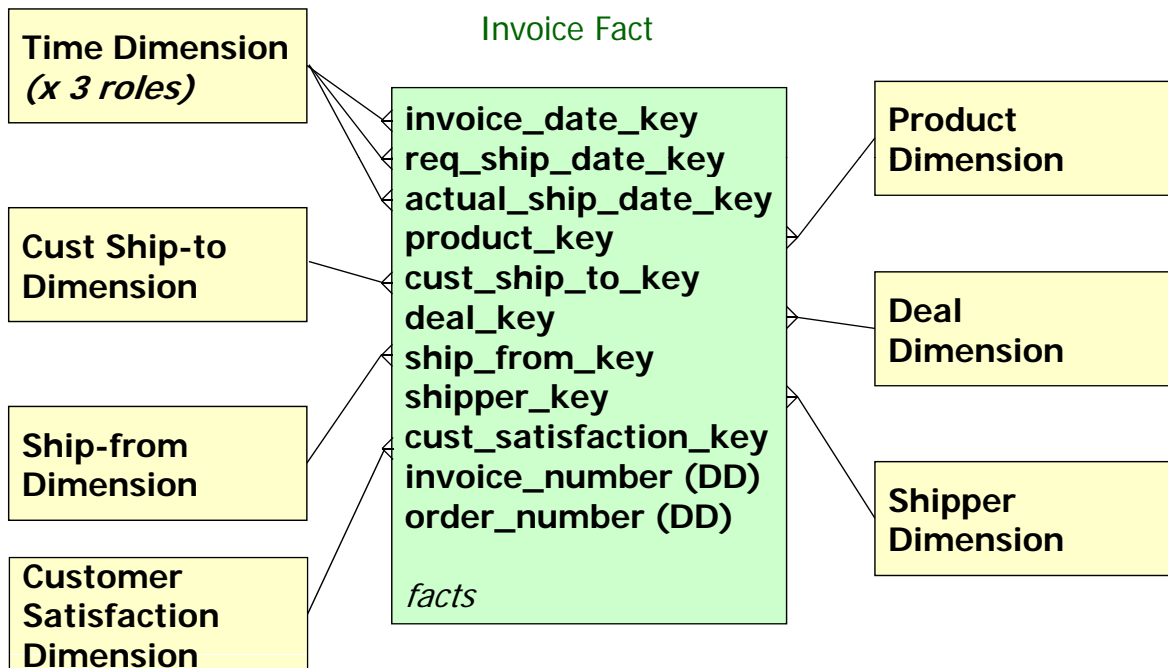 Invoice Fact
Time Dimension
(x 3 roles)
Cust Ship-to
Dimension
Ship-from
Dimension
Customer
Satisfaction
Dimension
invoice_date_key
req_ship_date_key
actual_ship_date_key
product_key
cust_ship_to_key
deal_key
ship_from_key
shipper_key
cust_satisfaction_key
invoice_number (DD)
order_number (DD)
facts
Product
Dimension
Deal
Dimension
Shipper
Dimension